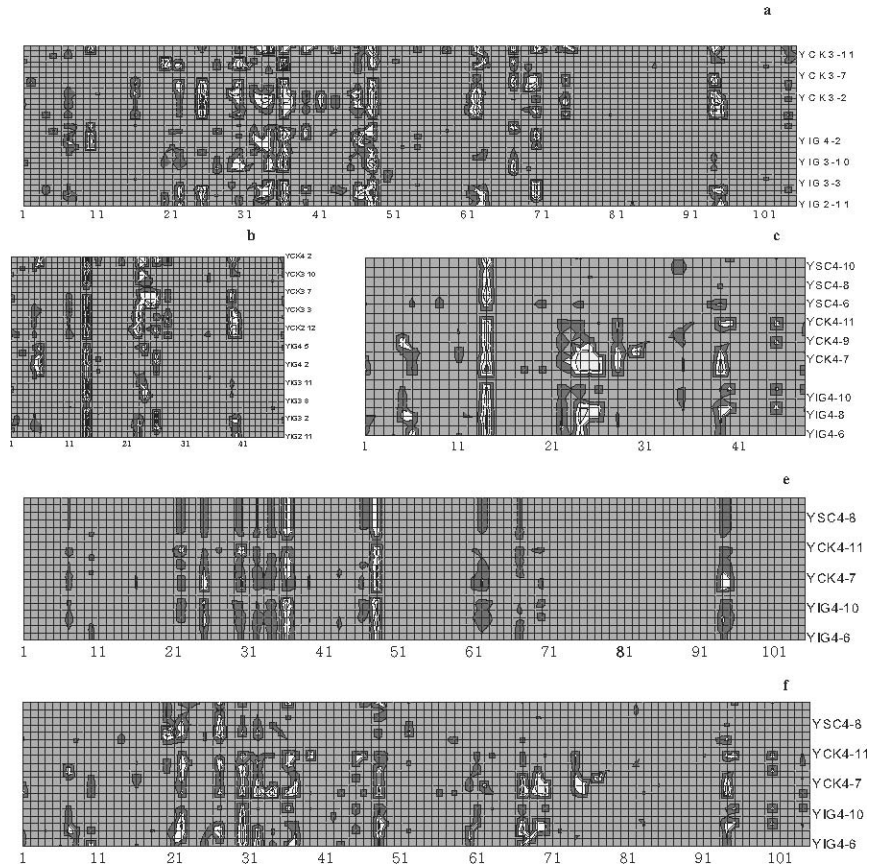 a
YCK3-11
YCK3-7
YCK3-2
YIG4-2
YIG3-10
YIG3-3
YIG2-11
1 11 21 31 41 51 61 71 81 91 101
b
YCK4 2
YCK3 10
YCK3 7
YCK3 3
YCK2 12
YIG4 5
YIG4 2
YIG3 11
YIG3 8
YIG3 2
YIG2 11
1 11 21 31 41
c
YSC4-10
YSC4-8
YSC4-6
YCK4-11
YCK4-9
YCK4-7
YIG4-10
YIG4-8
YIG4-6
1 11 21 31 41
e
YSC4-8
YCK4-11
YCK4-7
YIG4-10
YIG4-6
1 11 21 31 41 51 61 71 81 91 101
f
YSC4-8
YCK4-11
YCK4-7
YIG4-10
YIG4-6
1 11 21 31 41 51 61 71 81 91 101